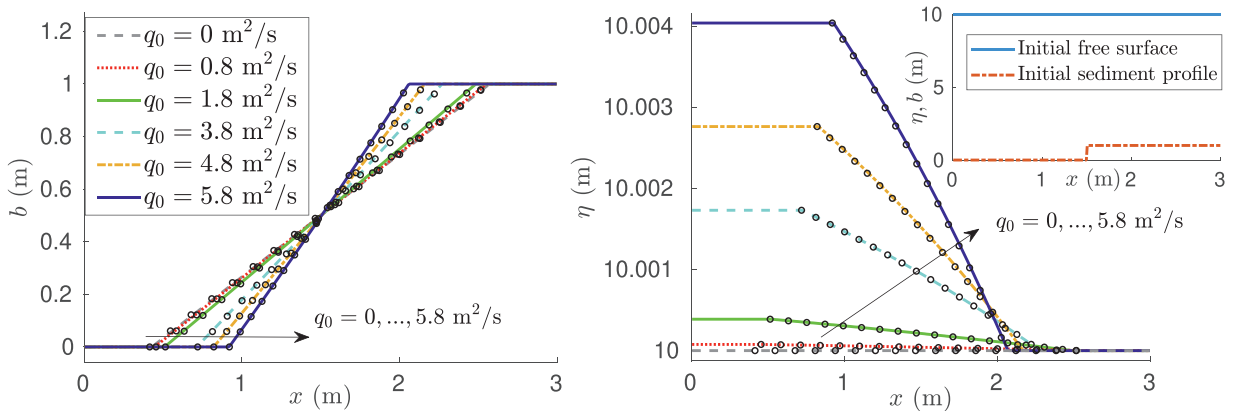 q₀ = 0 m²/s
q₀ = 0.8 m²/s
q₀ = 1.8 m²/s
q₀ = 3.8 m²/s
q₀ = 4.8 m²/s
q₀ = 5.8 m²/s
1.2
1
0.8
0.6
0.4
0.2
0
b (m)
q₀ = 0, ..., 5.8 m²/s
0 1 2 3
x (m)
10.004
10.003
10.002
10.001
10
η (m)
q₀ = 0, ..., 5.8 m²/s
0 1 2 3
x (m)
10
5
0
η, b (m)
Initial free surface
Initial sediment profile
0 1 2 3
x (m)